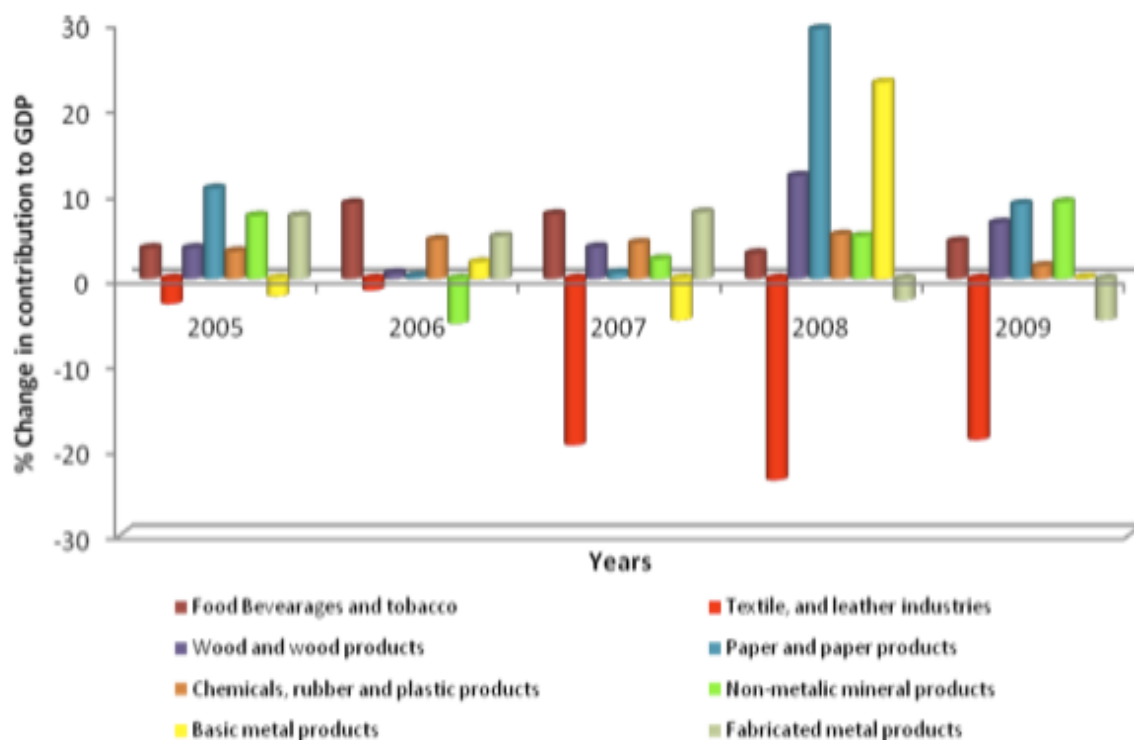 30
20
10
0
-10
-20
-30
% Change in contribution to GDP
2005 2006 2007 2008 2009
Years
Food Bevearages and tobacco Textile, and leather industries
Wood and wood products Paper and paper products
Chemicals, rubber and plastic products Non-metalic mineral products
Basic metal products Fabricated metal products